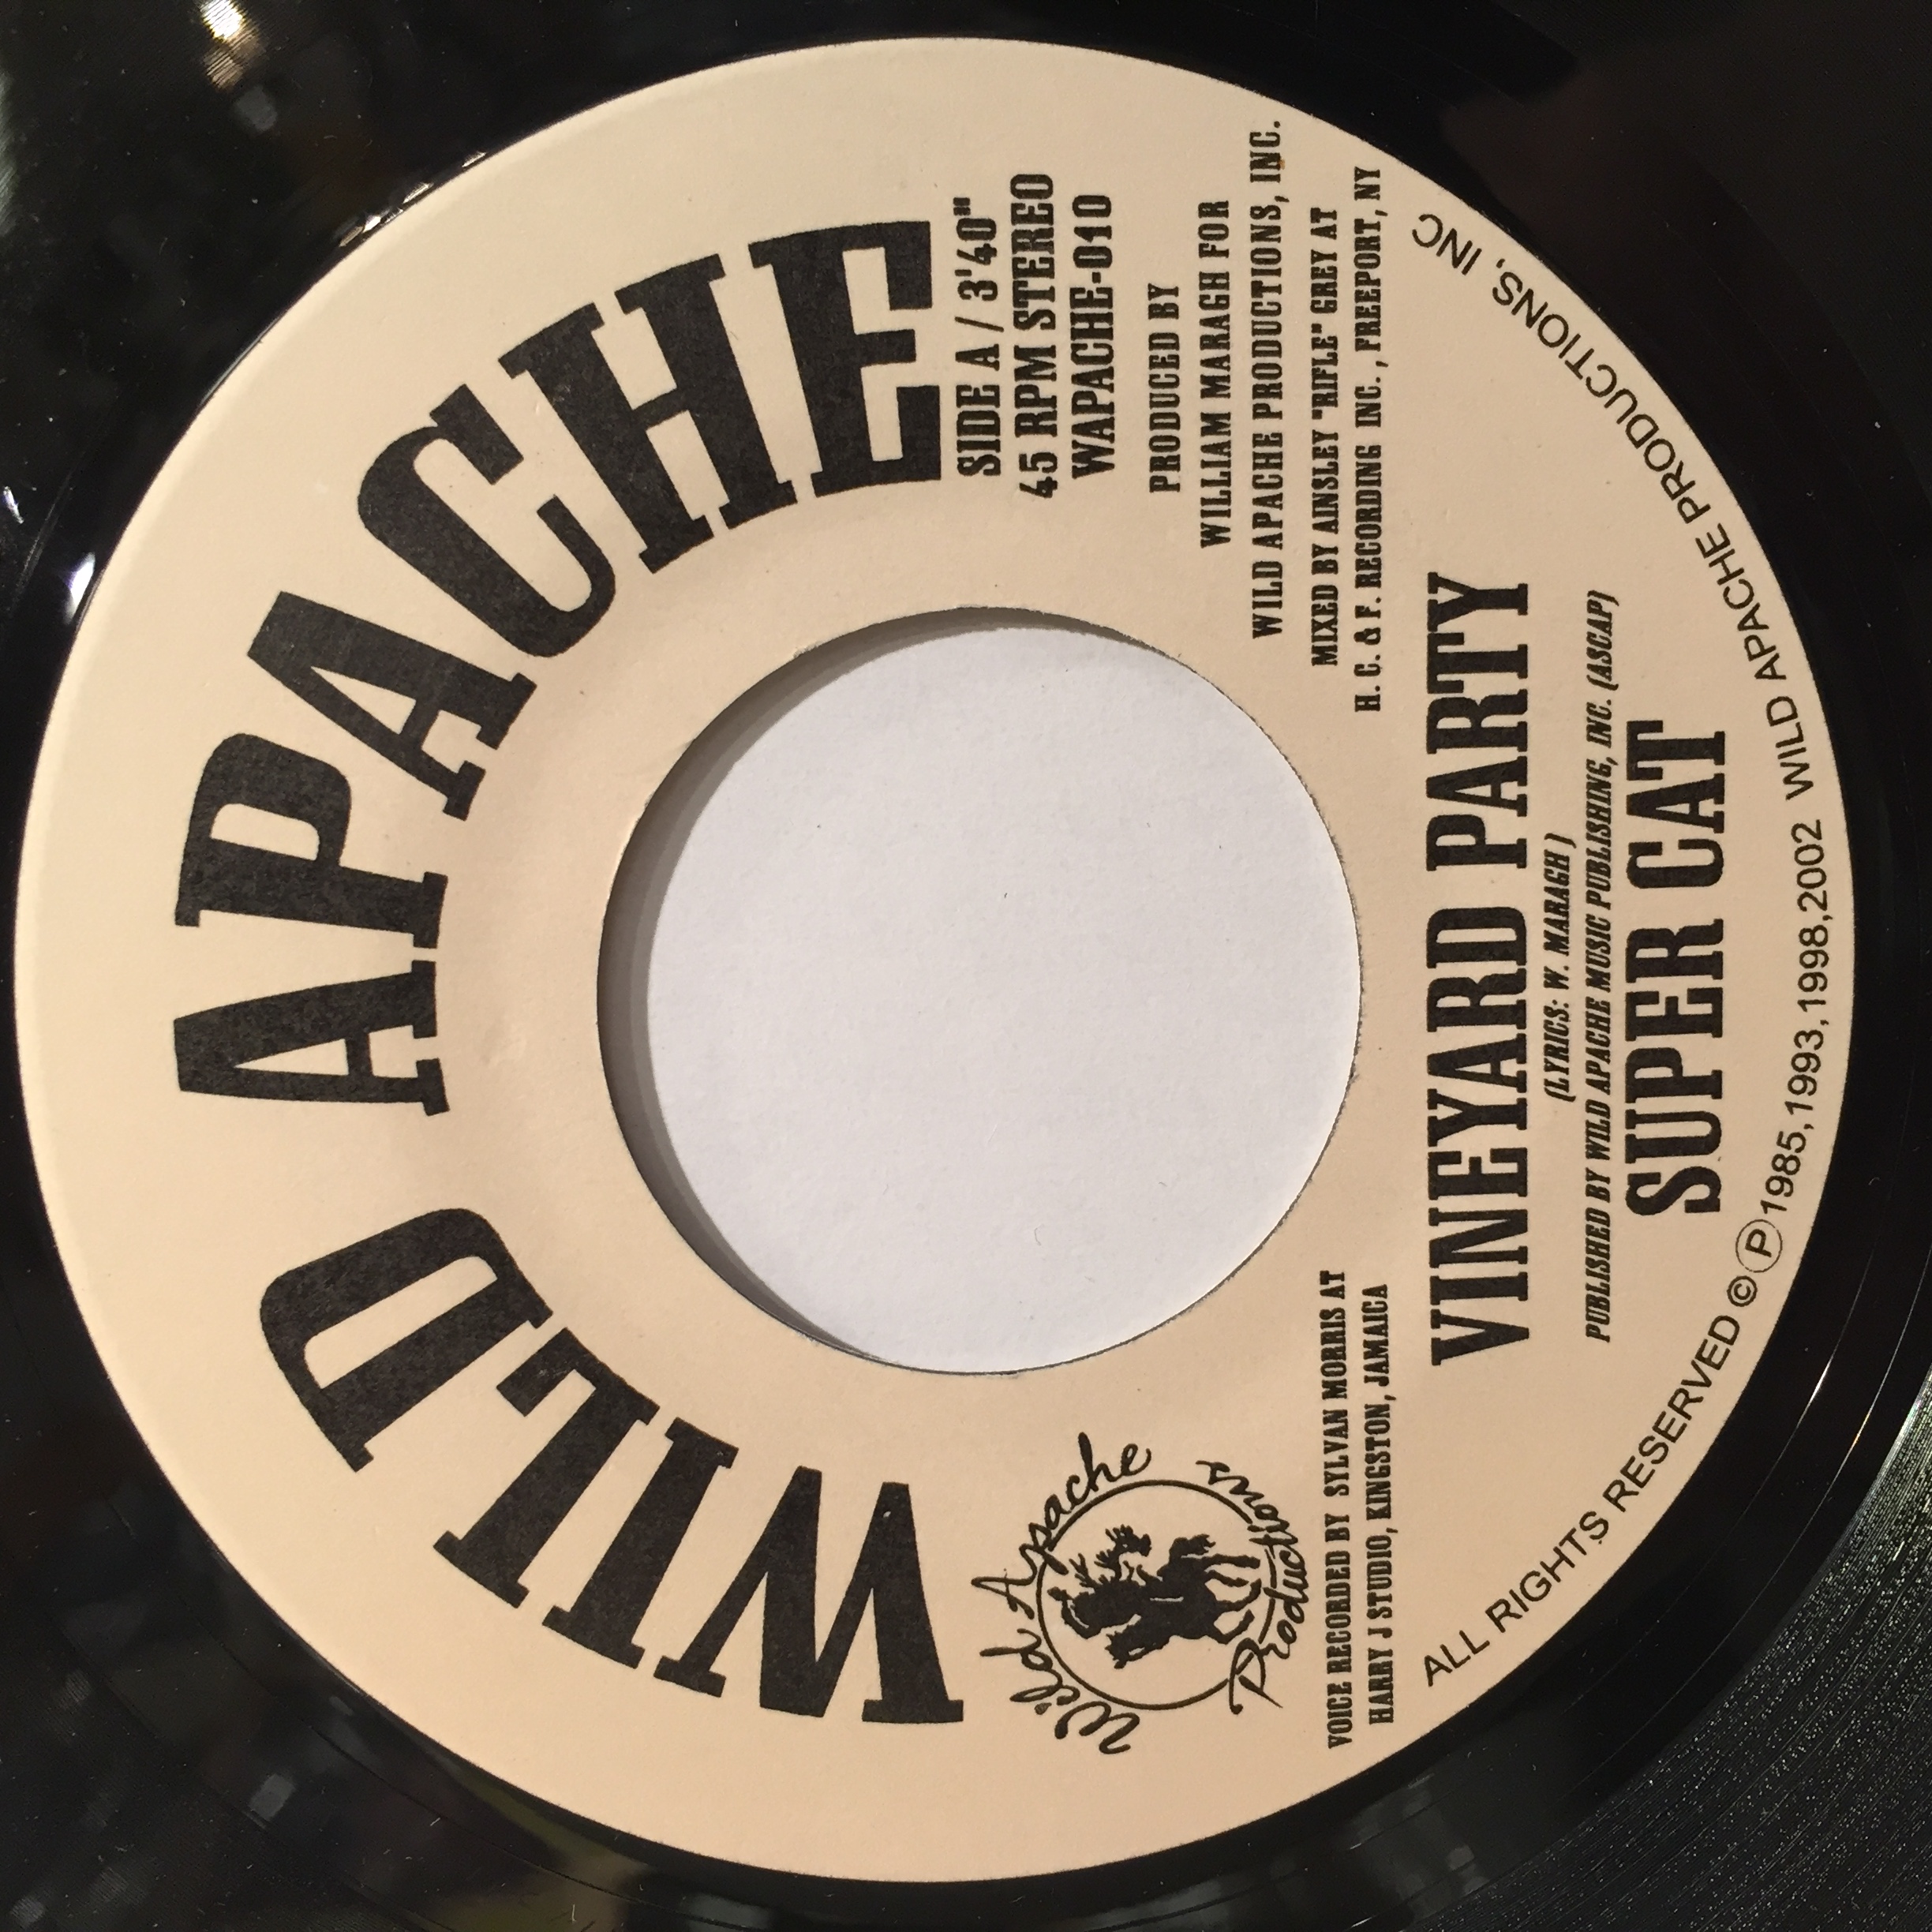 WILD APACHE
SIDE A / 3'40"
45 RPM STEREO
WAPACHE-010
Wild Apache
Productions
PRODUCED BY
WILLIAM MARAGH FOR
WILD APACHE PRODUCTIONS, INC.
MIXED BY AINSLEY "RIFLE" GREY AT
H. C. & F. RECORDING INC., FREEPORT, NY
VOICE RECORDED BY SYLVAN MORRIS AT
HARRY J STUDIO, KINGSTON, JAMAICA
VINEYARD PARTY
(LYRICS: W. MARAGH )
PUBLISHED BY WILD APACHE MUSIC PUBLISHING, INC. (ASCAP)
SUPER CAT
ALL RIGHTS RESERVED © Ⓟ 1985,1993,1998,2002 WILD APACHE PRODUCTIONS, INC